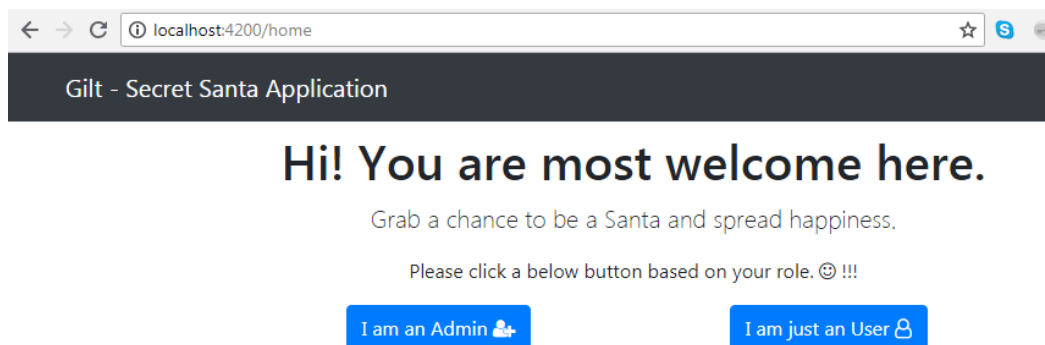 localhost:4200/home
Gilt - Secret Santa Application
Hi! You are most welcome here.
Grab a chance to be a Santa and spread happiness.
Please click a below button based on your role. ☺ !!!
I am an Admin
I am just an User